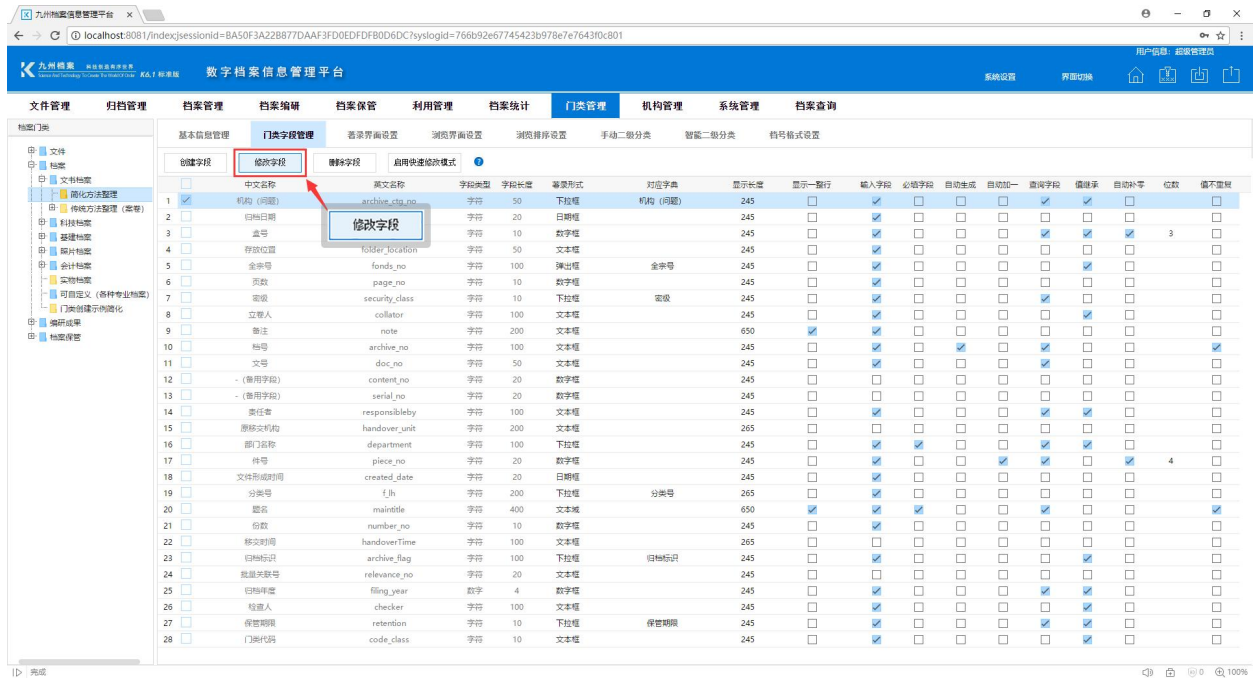 九州档案信息管理平台
localhost:8081/index;jsessionid=BA50F3A22B877DAAF3FD0EDFDFB0D6DC?syslogid=766b92e67745423b978e7e7643f0c801
用户信息：超级管理员
九州档案 科技创造有序世界 K6.1 标准版 数字档案信息管理平台 系统设置 界面切换
文件管理 归档管理 档案管理 档案编研 档案保管 利用管理 档案统计 门类管理 机构管理 系统管理 档案查询
档案门类
文件
档案
文书档案
简化方法整理
传统方法整理（案卷）
科技档案
基建档案
照片档案
会计档案
实物档案
可自定义（各种专业档案）
门类创建示例简化
编研成果
档案保管
基本信息管理 门类字段管理 著录界面设置 浏览界面设置 浏览排序设置 手动二级分类 智能二级分类 档号格式设置
创建字段 修改字段 删除字段 启用快速修改模式 ?
中文名称 英文名称 字段类型 字段长度 著录形式 对应字典 显示长度 显示一整行 输入字段 必填字段 自动生成 自动加一 查询字段 值继承 自动补零 位数 值不重复
1 机构（问题） archive_ctg_no 字符 50 下拉框 机构（问题） 245
2 归档日期 字符 20 日期框 245
修改字段
3 盒号 字符 10 数字框 245 3
4 存放位置 folder_location 字符 50 文本框 245
5 全宗号 fonds_no 字符 100 弹出框 全宗号 245
6 页数 page_no 字符 10 数字框 245
7 密级 security_class 字符 10 下拉框 密级 245
8 立卷人 collator 字符 100 文本框 245
9 备注 note 字符 200 文本框 650
10 档号 archive_no 字符 100 文本框 245
11 文号 doc_no 字符 50 文本框 245
12 -（备用字段） content_no 字符 20 数字框 245
13 -（备用字段） serial_no 字符 20 数字框 245
14 责任者 responsibleby 字符 100 文本框 245
15 原移交机构 handover_unit 字符 200 文本框 265
16 部门名称 department 字符 100 下拉框 245
17 件号 piece_no 字符 20 数字框 245 4
18 文件形成时间 created_date 字符 20 日期框 245
19 分类号 f_lh 字符 200 下拉框 分类号 265
20 题名 maintitle 字符 400 文本域 650
21 份数 number_no 字符 10 数字框 245
22 移交时间 handoverTime 字符 100 文本框 265
23 归档标识 archive_flag 字符 100 下拉框 归档标识 245
24 批量关联号 relevance_no 字符 20 文本框 245
25 归档年度 filing_year 数字 4 数字框 245
26 检查人 checker 字符 100 文本框 245
27 保管期限 retention 字符 10 下拉框 保管期限 245
28 门类代码 code_class 字符 10 文本框 245
完成 0 100%